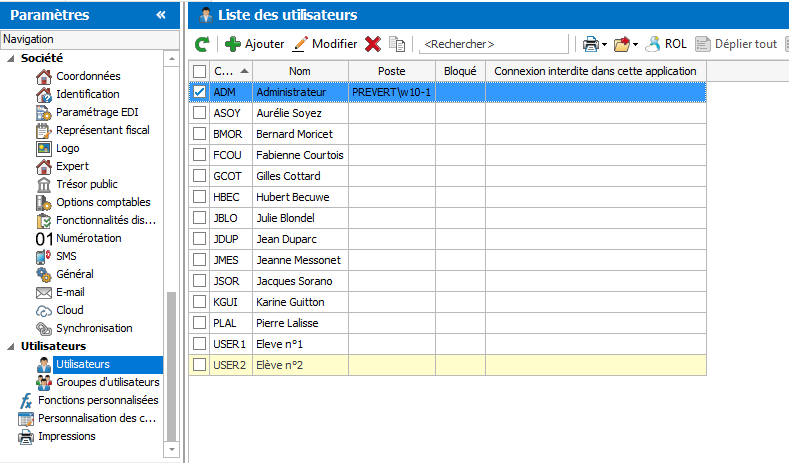 Paramètres «
Navigation
Société
Coordonnées
Identification
Paramétrage EDI
Représentant fiscal
Logo
Expert
Trésor public
Options comptables
Fonctionnalités dis...
01 Numérotation
SMS
Général
E-mail
Cloud
Synchronisation
Utilisateurs
Utilisateurs
Groupes d'utilisateurs
fx Fonctions personnalisées
Personnalisation des c...
Impressions
Liste des utilisateurs
Ajouter Modifier <Rechercher> ROL Déplier tout
C... Nom Poste Bloqué Connexion interdite dans cette application
ADM Administrateur PREVERT\w10-1
ASOY Aurélie Soyez
BMOR Bernard Moricet
FCOU Fabienne Courtois
GCOT Gilles Cottard
HBEC Hubert Becuwe
JBLO Julie Blondel
JDUP Jean Duparc
JMES Jeanne Messonet
JSOR Jacques Sorano
KGUI Karine Guitton
PLAL Pierre Lalisse
USER1 Eleve n°1
USER2 Elève n°2